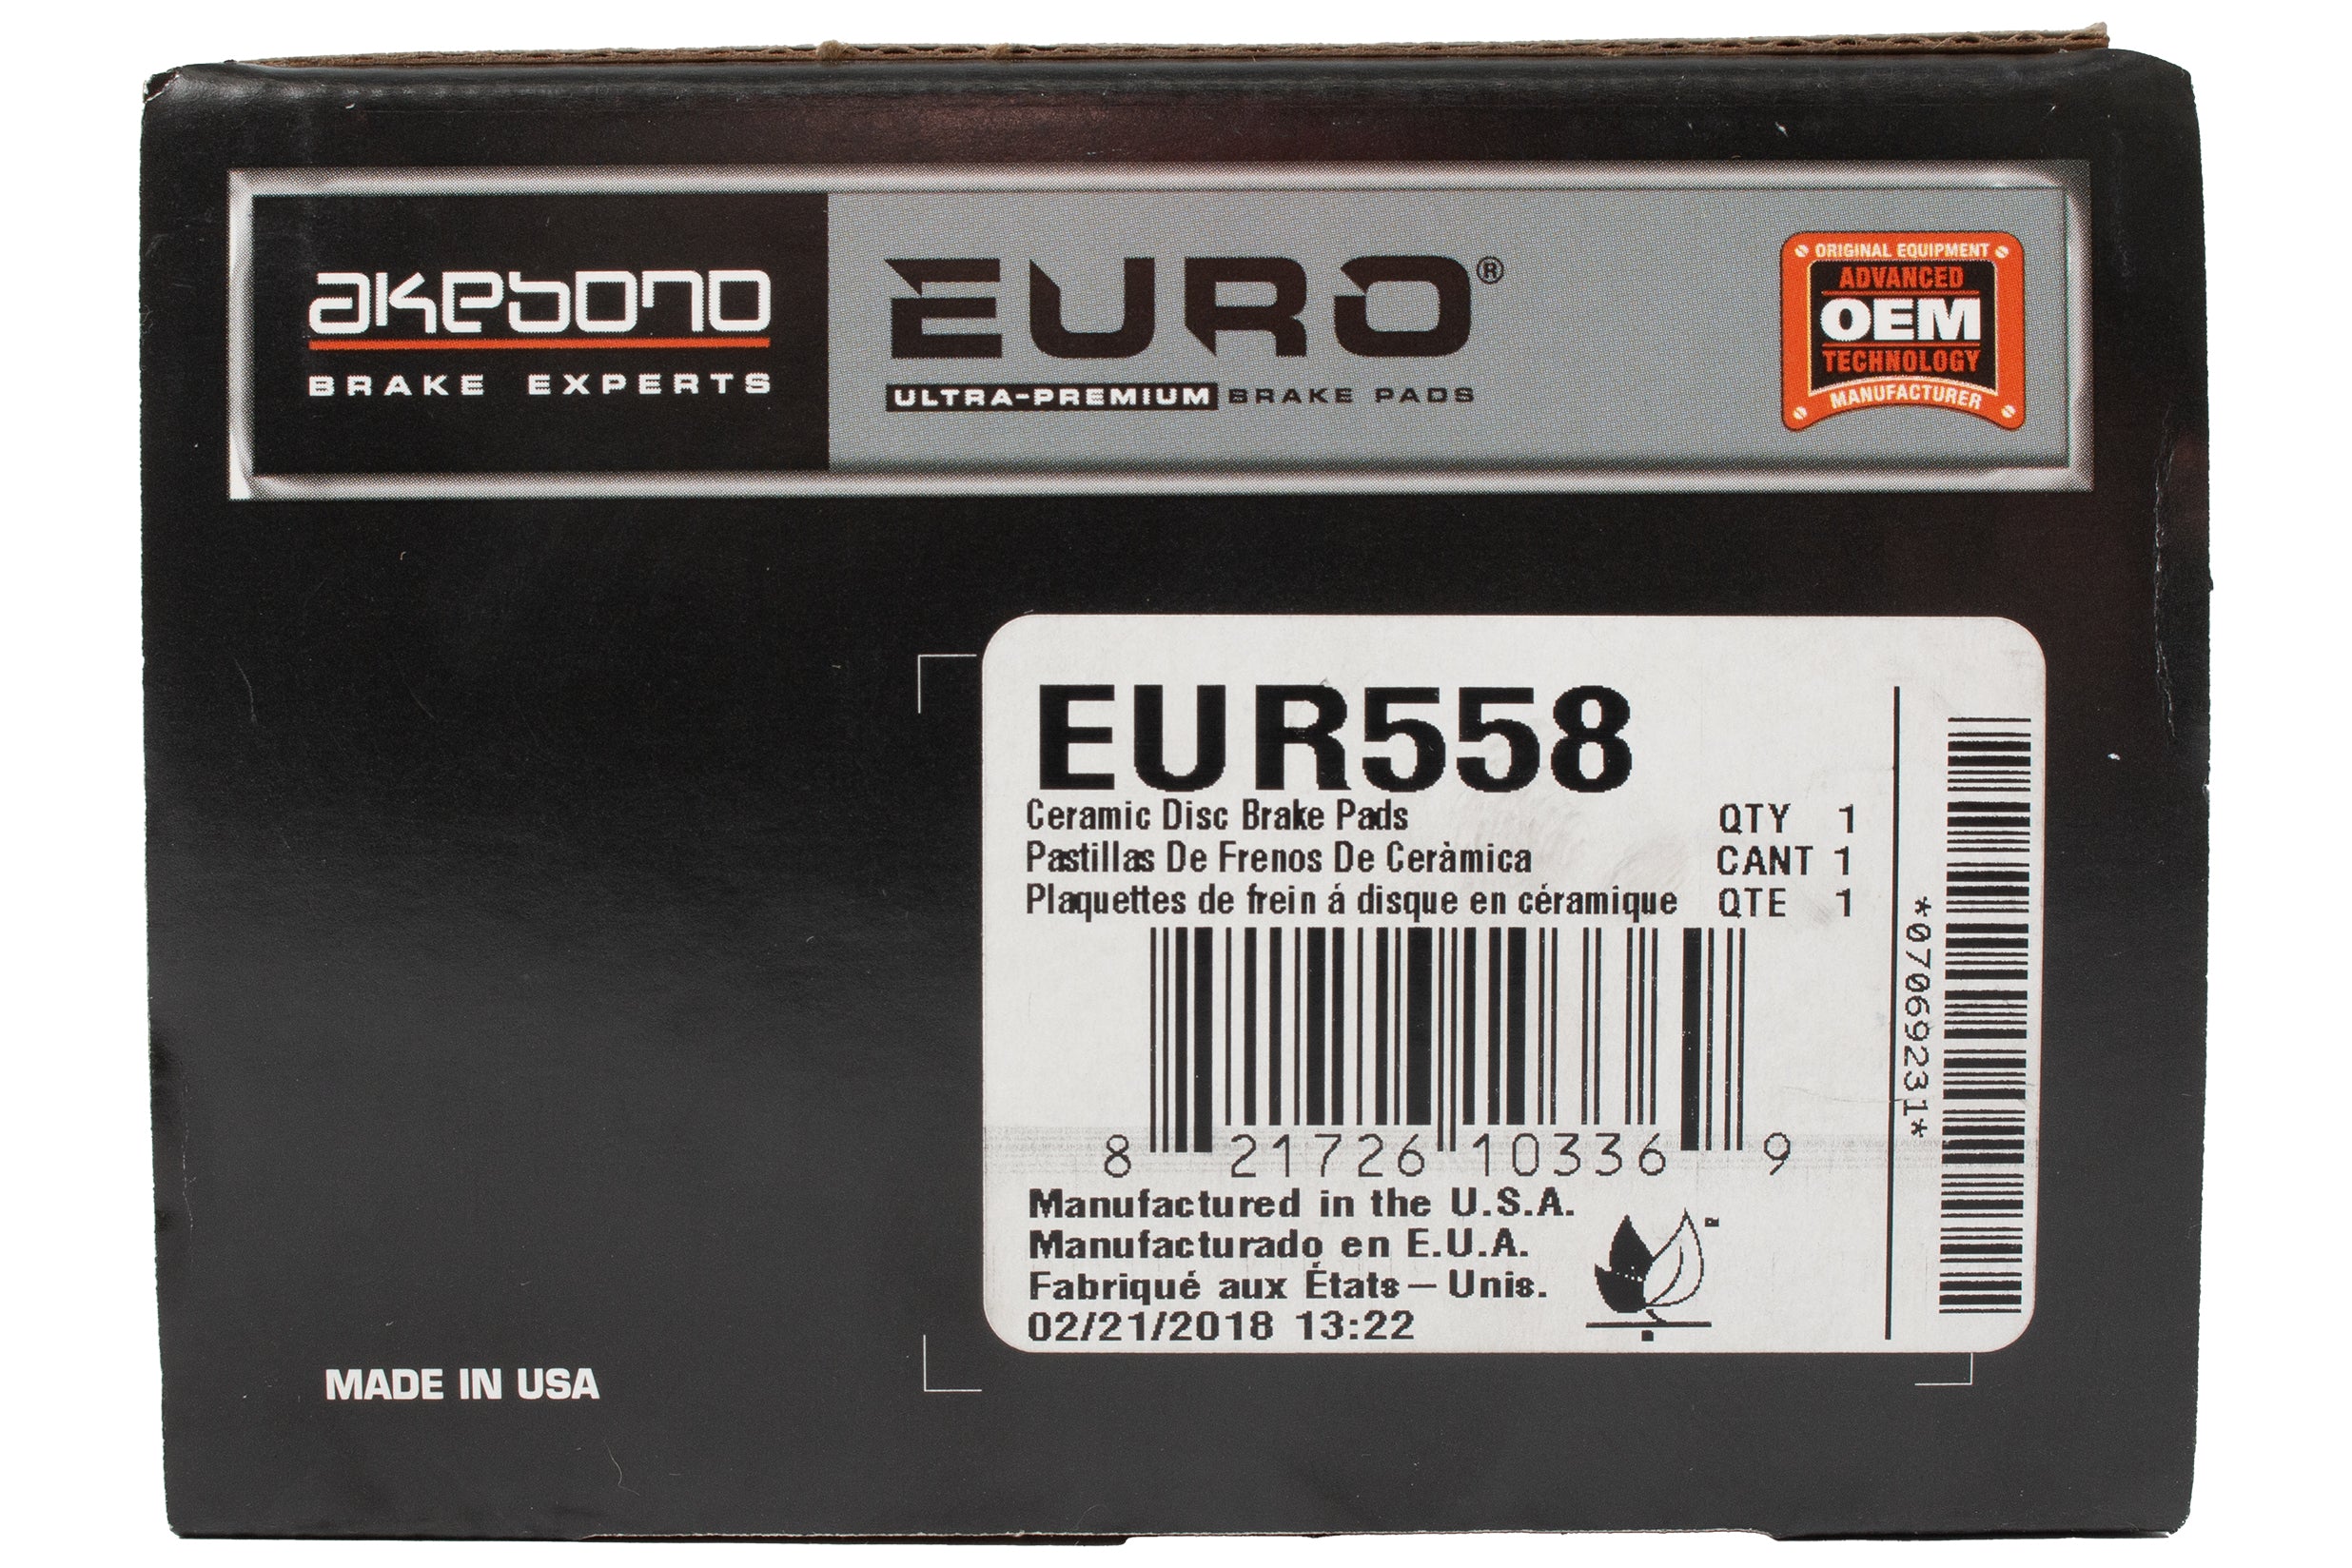 akebono
BRAKE EXPERTS
EURO®
ULTRA-PREMIUM BRAKE PADS
ORIGINAL EQUIPMENT
ADVANCED
OEM
TECHNOLOGY
MANUFACTURER
EUR558
Ceramic Disc Brake Pads QTY 1
Pastillas De Frenos De Ceràmica CANT 1
Plaquettes de frein á disque en céramique QTE 1
8 21726 10336 9
Manufactured in the U.S.A.
Manufacturado en E.U.A.
Fabriqué aux États-Unis.
02/21/2018 13:22
*07069231*
MADE IN USA